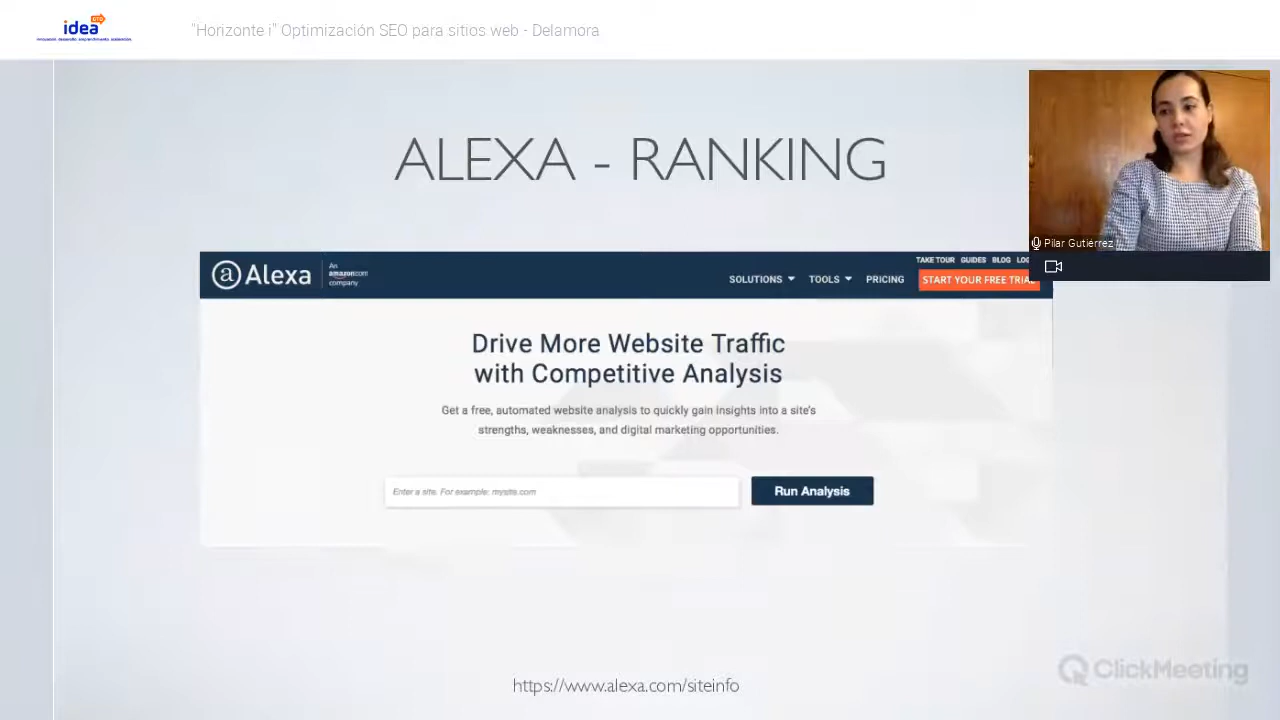 idea GTO
"Horizonte i" Optimización SEO para sitios web - Delamora
ALEXA - RANKING
Pilar Gutiérrez
Alexa
An
amazon.com
company
TAKE TOUR GUIDES BLOG LOG
SOLUTIONS TOOLS PRICING START YOUR FREE TRIAL
Drive More Website Traffic
with Competitive Analysis
Get a free, automated website analysis to quickly gain insights into a site's
strengths, weaknesses, and digital marketing opportunities.
Enter a site. For example: mysite.com
Run Analysis
https://www.alexa.com/siteinfo
ClickMeeting